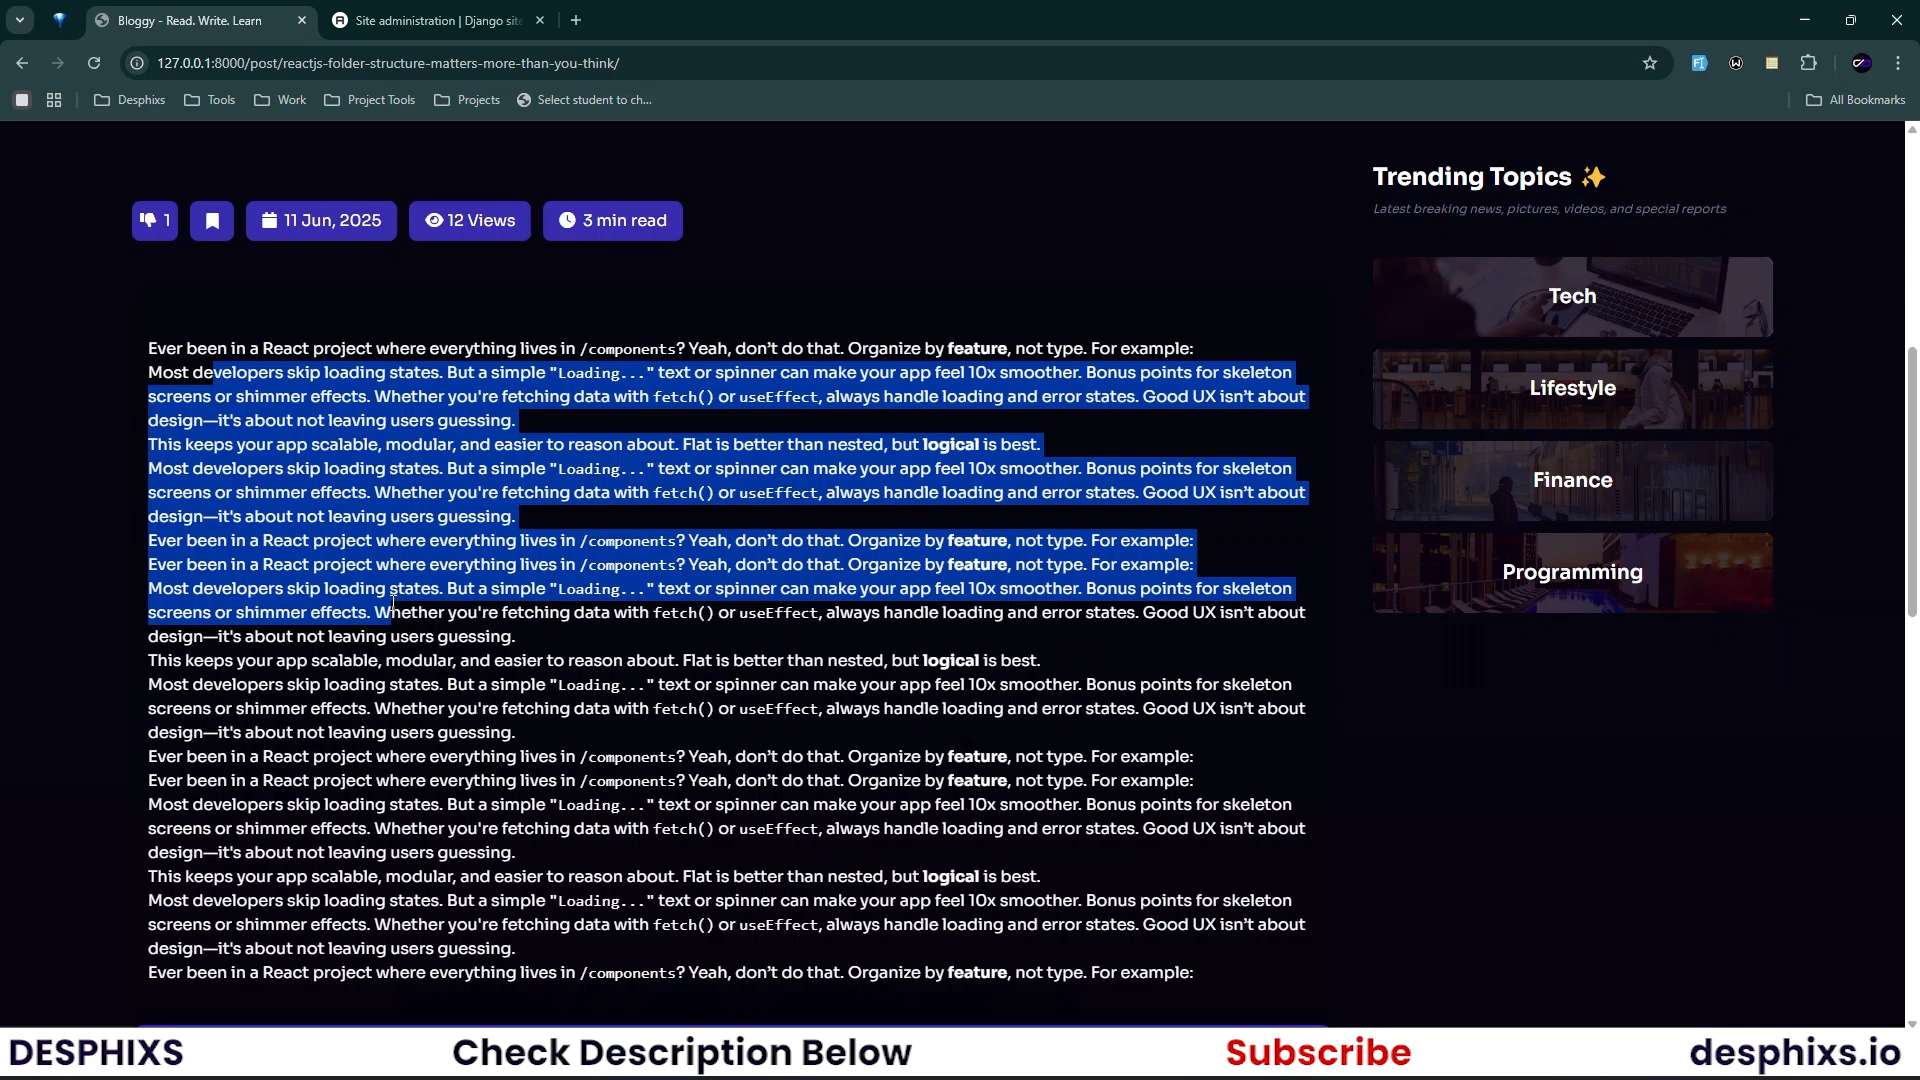 Bloggy - Read. Write. Learn
Site administration | Django site
127.0.0.1:8000/post/reactjs-folder-structure-matters-more-than-you-think/
Desphixs
Tools
Work
Project Tools
Projects
Select student to ch...
All Bookmarks
1
11 Jun, 2025
12 Views
3 min read
Ever been in a React project where everything lives in /components? Yeah, don’t do that. Organize by feature, not type. For example:
Most developers skip loading states. But a simple "Loading..." text or spinner can make your app feel 10x smoother. Bonus points for skeleton
screens or shimmer effects. Whether you're fetching data with fetch() or useEffect, always handle loading and error states. Good UX isn’t about
design—it's about not leaving users guessing.
This keeps your app scalable, modular, and easier to reason about. Flat is better than nested, but logical is best.
Most developers skip loading states. But a simple "Loading..." text or spinner can make your app feel 10x smoother. Bonus points for skeleton
screens or shimmer effects. Whether you're fetching data with fetch() or useEffect, always handle loading and error states. Good UX isn’t about
design—it's about not leaving users guessing.
Ever been in a React project where everything lives in /components? Yeah, don’t do that. Organize by feature, not type. For example:
Ever been in a React project where everything lives in /components? Yeah, don’t do that. Organize by feature, not type. For example:
Most developers skip loading states. But a simple "Loading..." text or spinner can make your app feel 10x smoother. Bonus points for skeleton
screens or shimmer effects. Whether you're fetching data with fetch() or useEffect, always handle loading and error states. Good UX isn’t about
design—it's about not leaving users guessing.
This keeps your app scalable, modular, and easier to reason about. Flat is better than nested, but logical is best.
Most developers skip loading states. But a simple "Loading..." text or spinner can make your app feel 10x smoother. Bonus points for skeleton
screens or shimmer effects. Whether you're fetching data with fetch() or useEffect, always handle loading and error states. Good UX isn’t about
design—it's about not leaving users guessing.
Ever been in a React project where everything lives in /components? Yeah, don’t do that. Organize by feature, not type. For example:
Ever been in a React project where everything lives in /components? Yeah, don’t do that. Organize by feature, not type. For example:
Most developers skip loading states. But a simple "Loading..." text or spinner can make your app feel 10x smoother. Bonus points for skeleton
screens or shimmer effects. Whether you're fetching data with fetch() or useEffect, always handle loading and error states. Good UX isn’t about
design—it's about not leaving users guessing.
This keeps your app scalable, modular, and easier to reason about. Flat is better than nested, but logical is best.
Most developers skip loading states. But a simple "Loading..." text or spinner can make your app feel 10x smoother. Bonus points for skeleton
screens or shimmer effects. Whether you're fetching data with fetch() or useEffect, always handle loading and error states. Good UX isn’t about
design—it's about not leaving users guessing.
Ever been in a React project where everything lives in /components? Yeah, don’t do that. Organize by feature, not type. For example:
Trending Topics ✨
Latest breaking news, pictures, videos, and special reports
Tech
Lifestyle
Finance
Programming
DESPHIXS
Check Description Below
Subscribe
desphixs.io